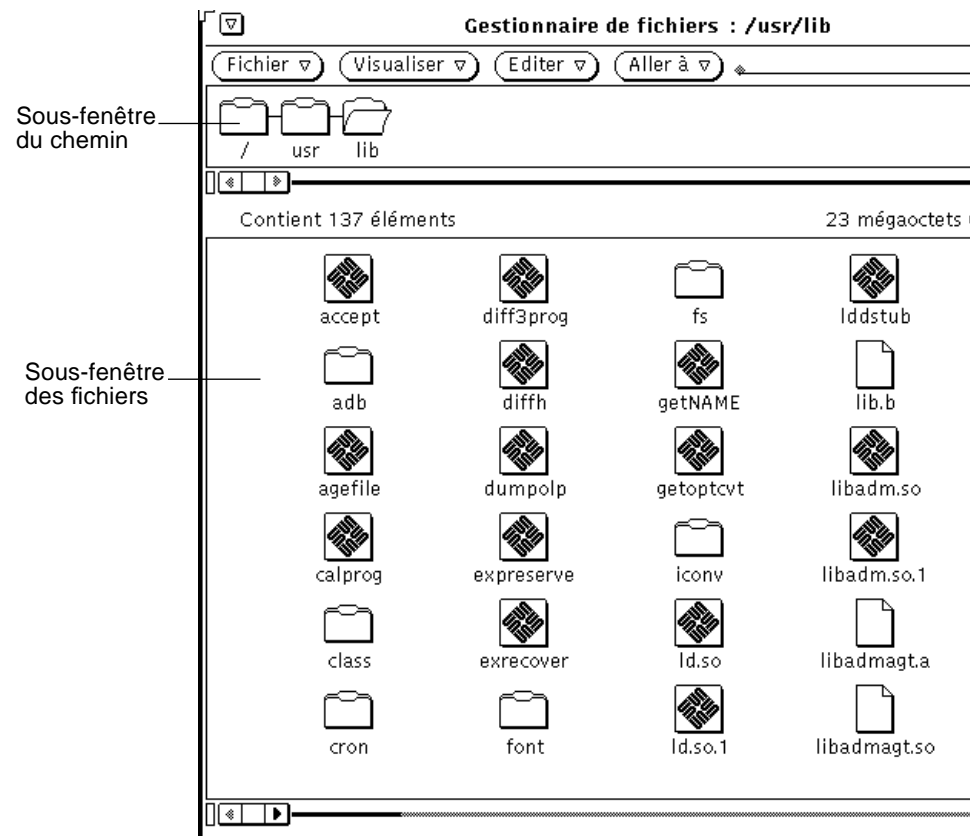 Gestionnaire de fichiers : /usr/lib
Fichier Visualiser Editer Aller à
Sous-fenêtre
du chemin
/ usr lib
Contient 137 éléments 23 mégaoctets
accept diff3prog fs lddstub
Sous-fenêtre
des fichiers
adb diffh getNAME lib.b
agefile dumpolp getoptcvt libadm.so
calprog expreserve iconv libadm.so.1
class exrecover ld.so libadmagt.a
cron font ld.so.1 libadmagt.so